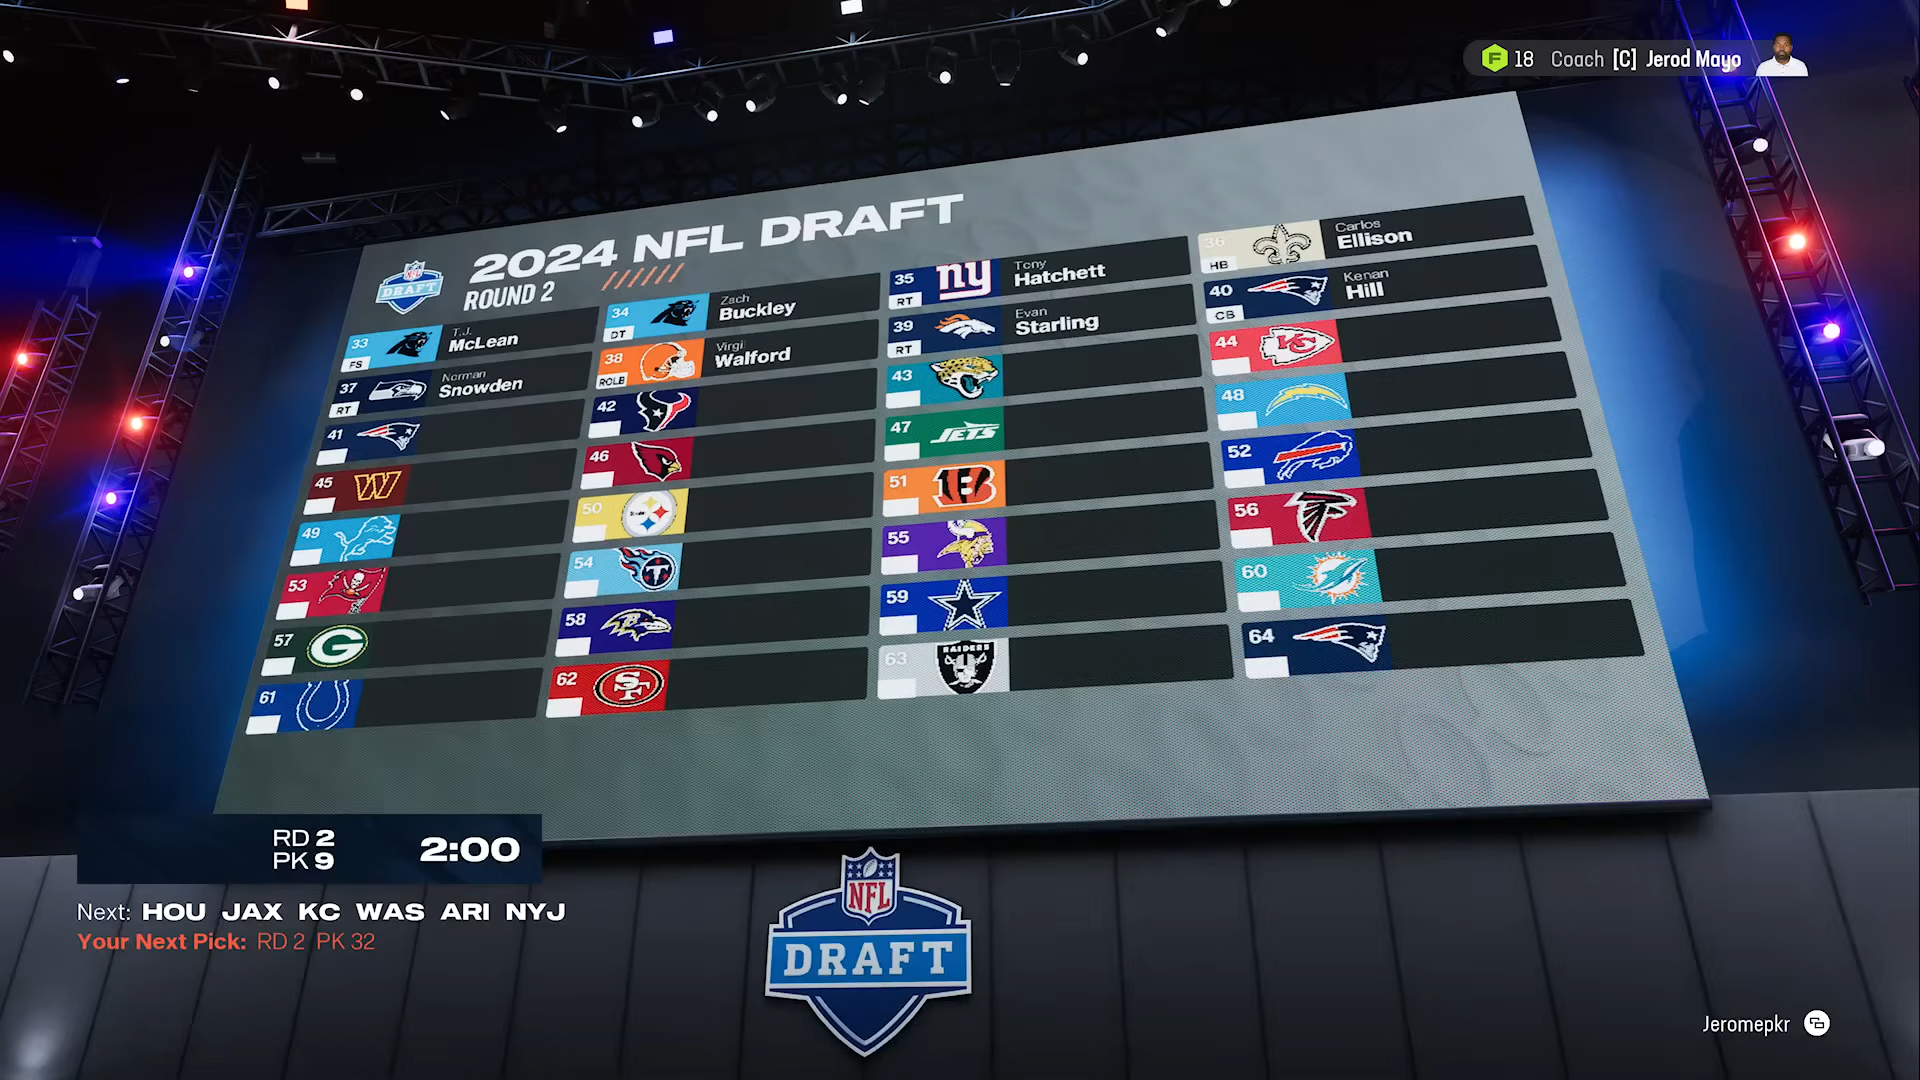 F 18 Coach [C] Jerod Mayo
2024 NFL DRAFT
ROUND 2
NFL
DRAFT
33 FS T.J. McLean
34 DT Zach Buckley
35 ny RT Tony Hatchett
36 HB Carlos Ellison
37 RT Norman Snowden
38 ROLB Virgil Walford
39 RT Evan Starling
40 CB Kenan Hill
41
42
43
44 KC
45 W
46
47 JETS
48
49
50
51
52
53
54 T
55
56
57 G
58
59
60
61
62 SF
63 RAIDERS
64
RD 2
PK 9
2:00
Next: HOU JAX KC WAS ARI NYJ
Your Next Pick: RD 2 PK 32
NFL
DRAFT
Jeromepkr